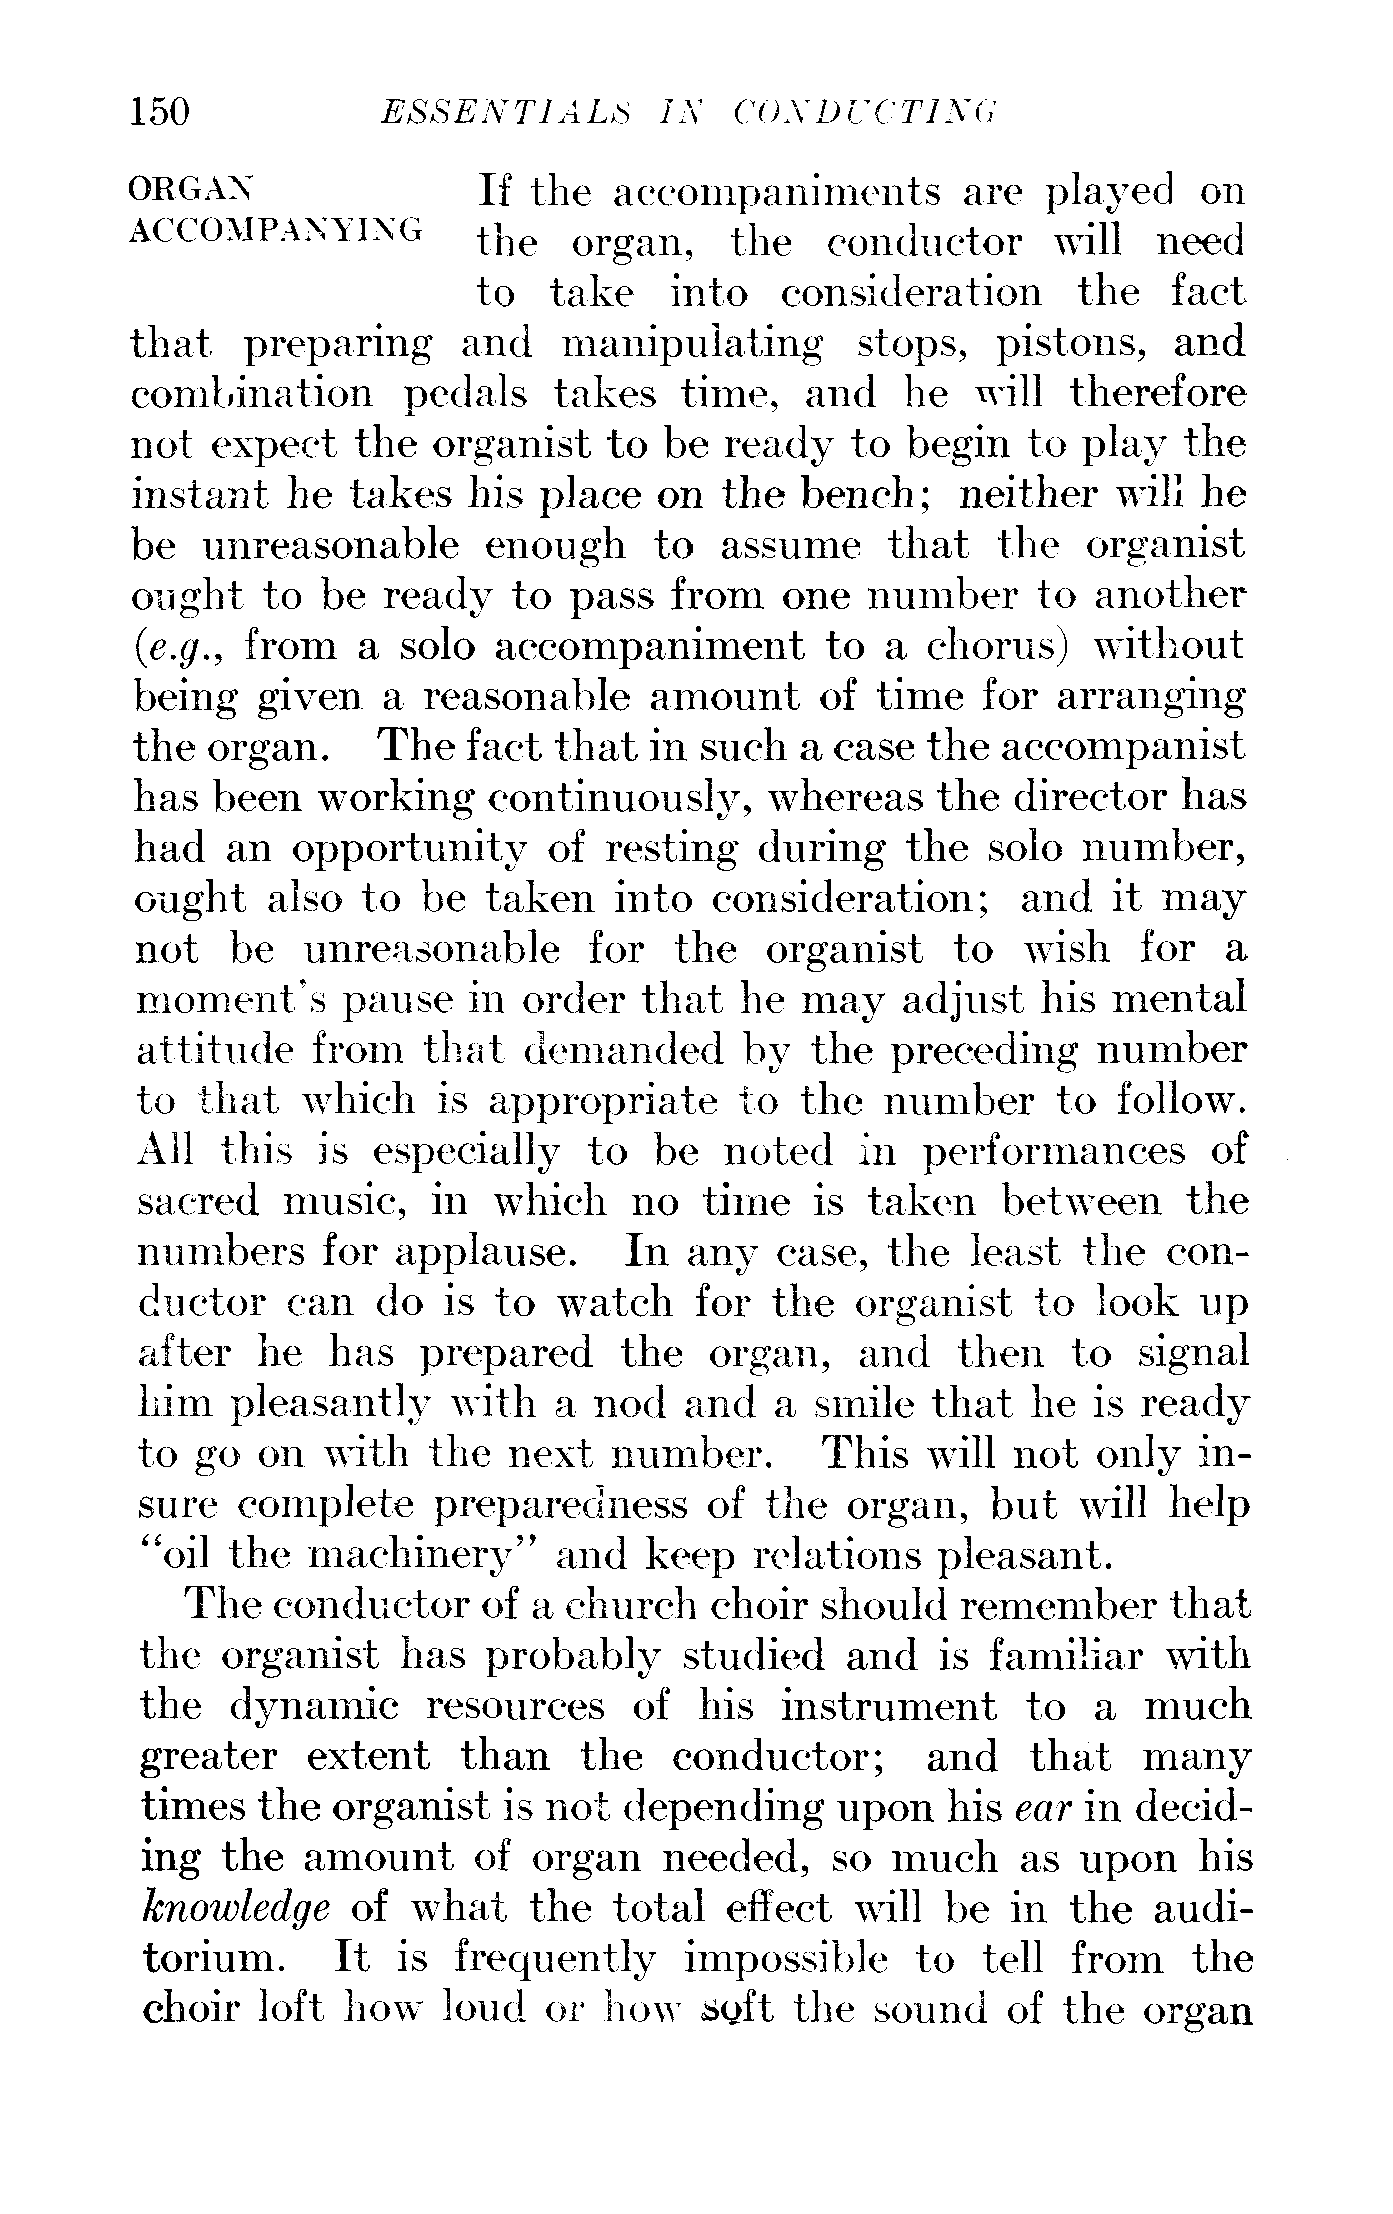 150 ESSENTIALS IN CONDUCTING
ORGAN
ACCOMPANYING
If the accompaniments are played on
the organ, the conductor will need
to take into consideration the fact
that preparing and manipulating stops, pistons, and
combination pedals takes time, and he will therefore
not expect the organist to be ready to begin to play the
instant he takes his place on the bench; neither will he
be unreasonable enough to assume that the organist
ought to be ready to pass from one number to another
(e.g., from a solo accompaniment to a chorus) without
being given a reasonable amount of time for arranging
the organ. The fact that in such a case the accompanist
has been working continuously, whereas the director has
had an opportunity of resting during the solo number,
ought also to be taken into consideration; and it may
not be unreasonable for the organist to wish for a
moment's pause in order that he may adjust his mental
attitude from that demanded by the preceding number
to that which is appropriate to the number to follow.
All this is especially to be noted in performances of
sacred music, in which no time is taken between the
numbers for applause. In any case, the least the con-
ductor can do is to watch for the organist to look up
after he has prepared the organ, and then to signal
him pleasantly with a nod and a smile that he is ready
to go on with the next number. This will not only in-
sure complete preparedness of the organ, but will help
“oil the machinery” and keep relations pleasant.
The conductor of a church choir should remember that
the organist has probably studied and is familiar with
the dynamic resources of his instrument to a much
greater extent than the conductor; and that many
times the organist is not depending upon his ear in decid-
ing the amount of organ needed, so much as upon his
knowledge of what the total effect will be in the audi-
torium. It is frequently impossible to tell from the
choir loft how loud or how soft the sound of the organ